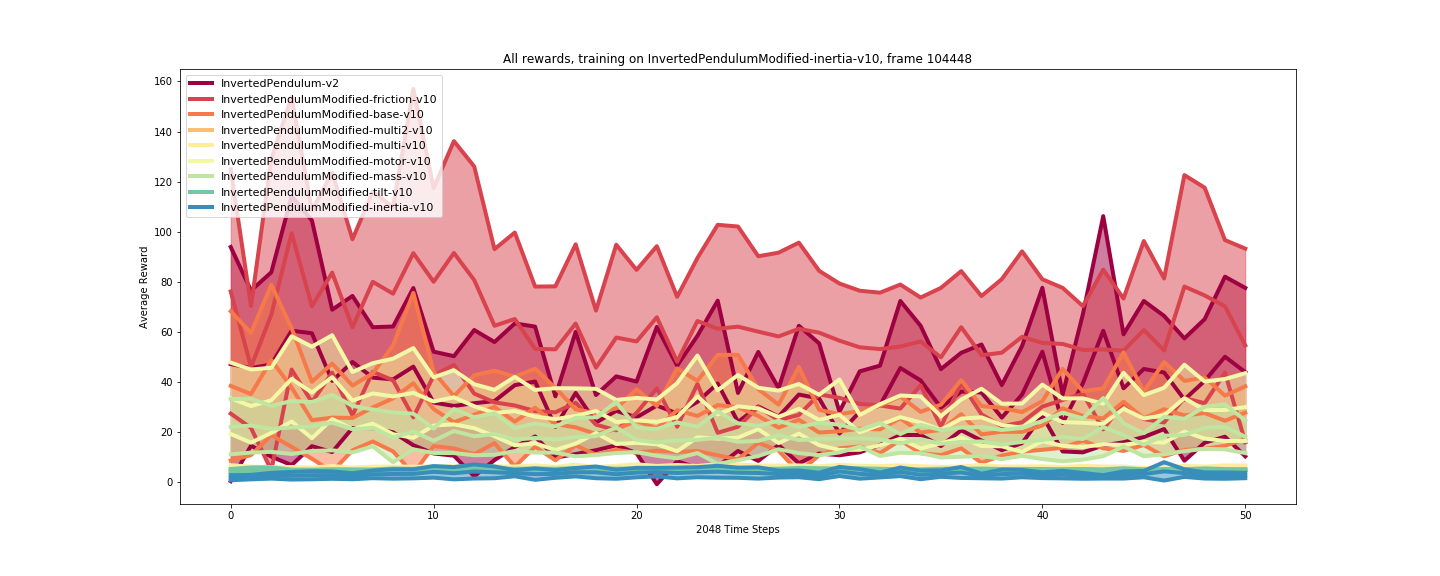 All rewards, training on InvertedPendulumModified-inertia-v10, frame 104448
160
140
120
100
80
60
40
20
0
Average Reward
InvertedPendulum-v2
InvertedPendulumModified-friction-v10
InvertedPendulumModified-base-v10
InvertedPendulumModified-multi2-v10
InvertedPendulumModified-multi-v10
InvertedPendulumModified-motor-v10
InvertedPendulumModified-mass-v10
InvertedPendulumModified-tilt-v10
InvertedPendulumModified-inertia-v10
0 10 20 30 40 50
2048 Time Steps